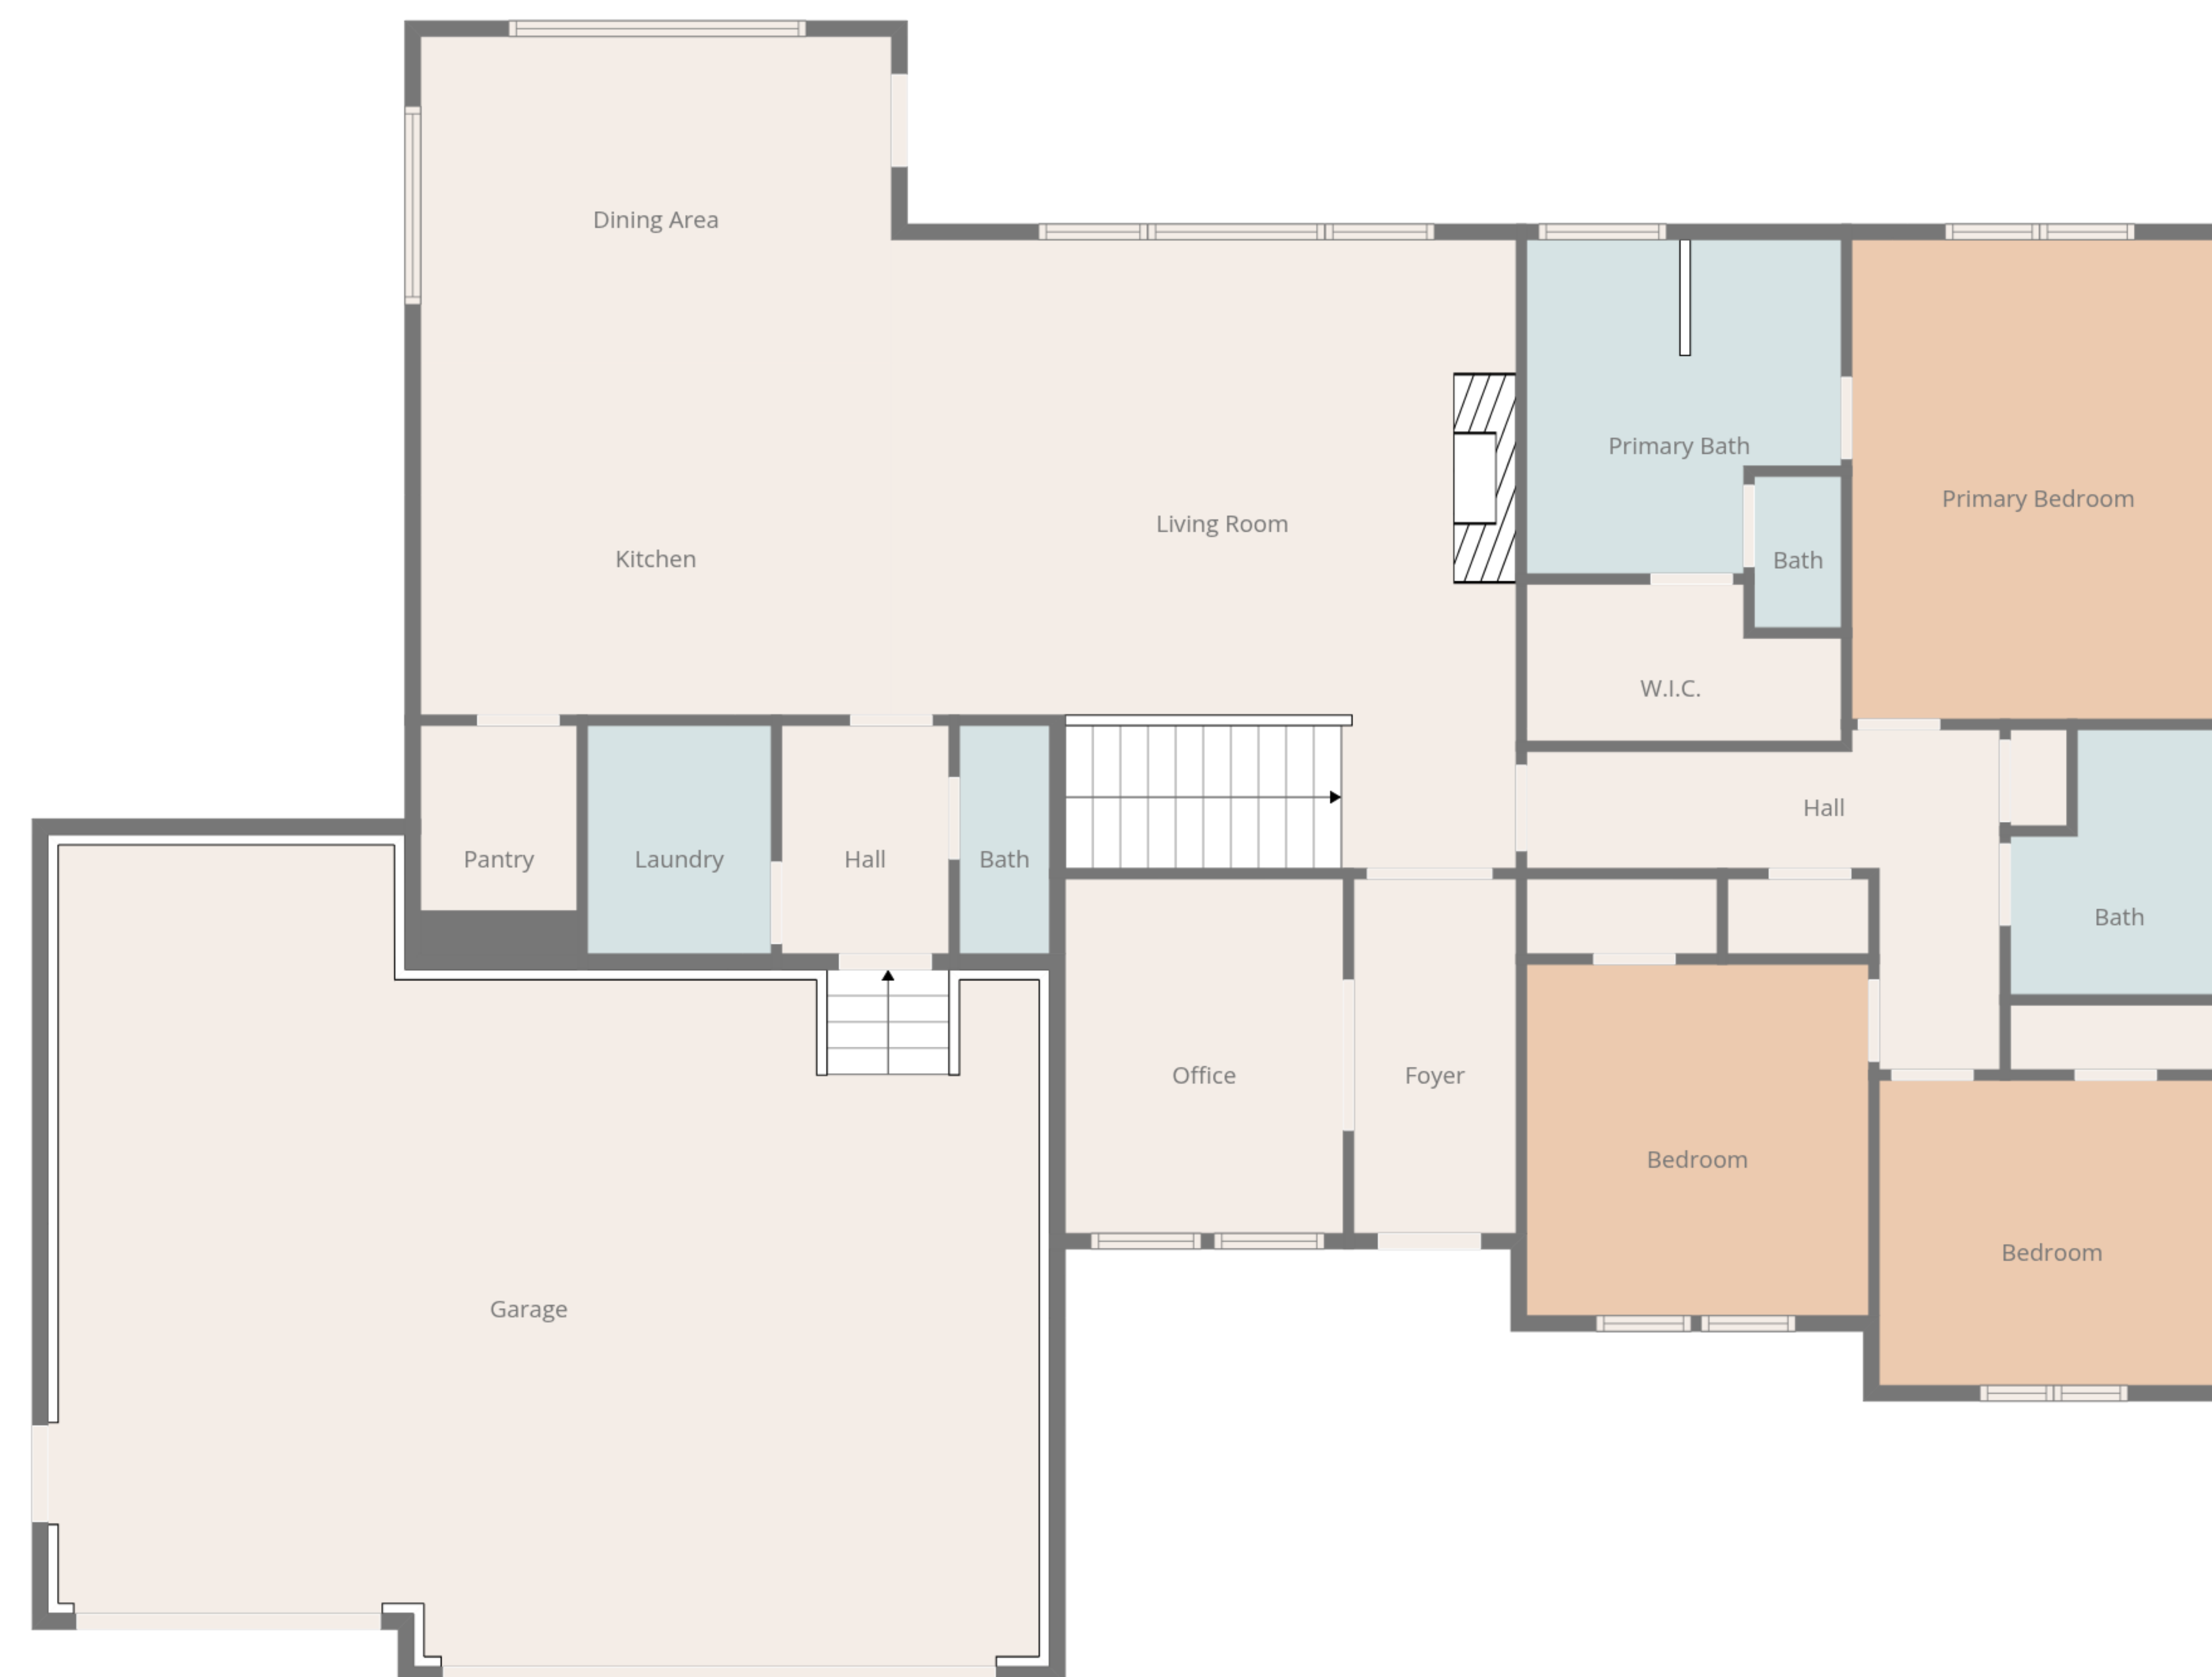 Dining Area
Primary Bath
Primary Bedroom
Living Room
Kitchen
Bath
W.I.C.
Hall
Pantry
Laundry
Hall
Bath
Bath
Office
Foyer
Bedroom
Bedroom
Garage